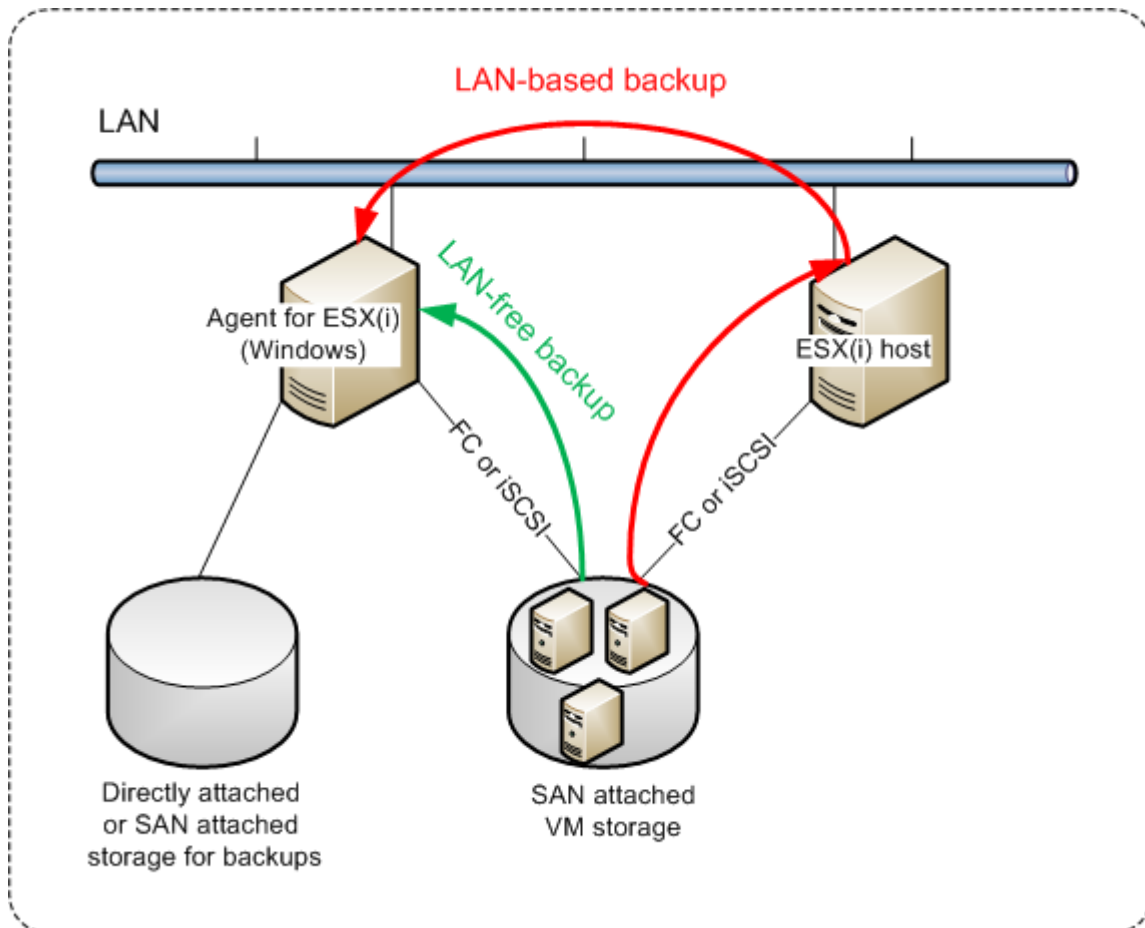 LAN-based backup
LAN
LAN-free backup
Agent for ESX(i)
(Windows)
ESX(i) host
FC or iSCSI
FC or iSCSI
Directly attached
or SAN attached
storage for backups
SAN attached
VM storage